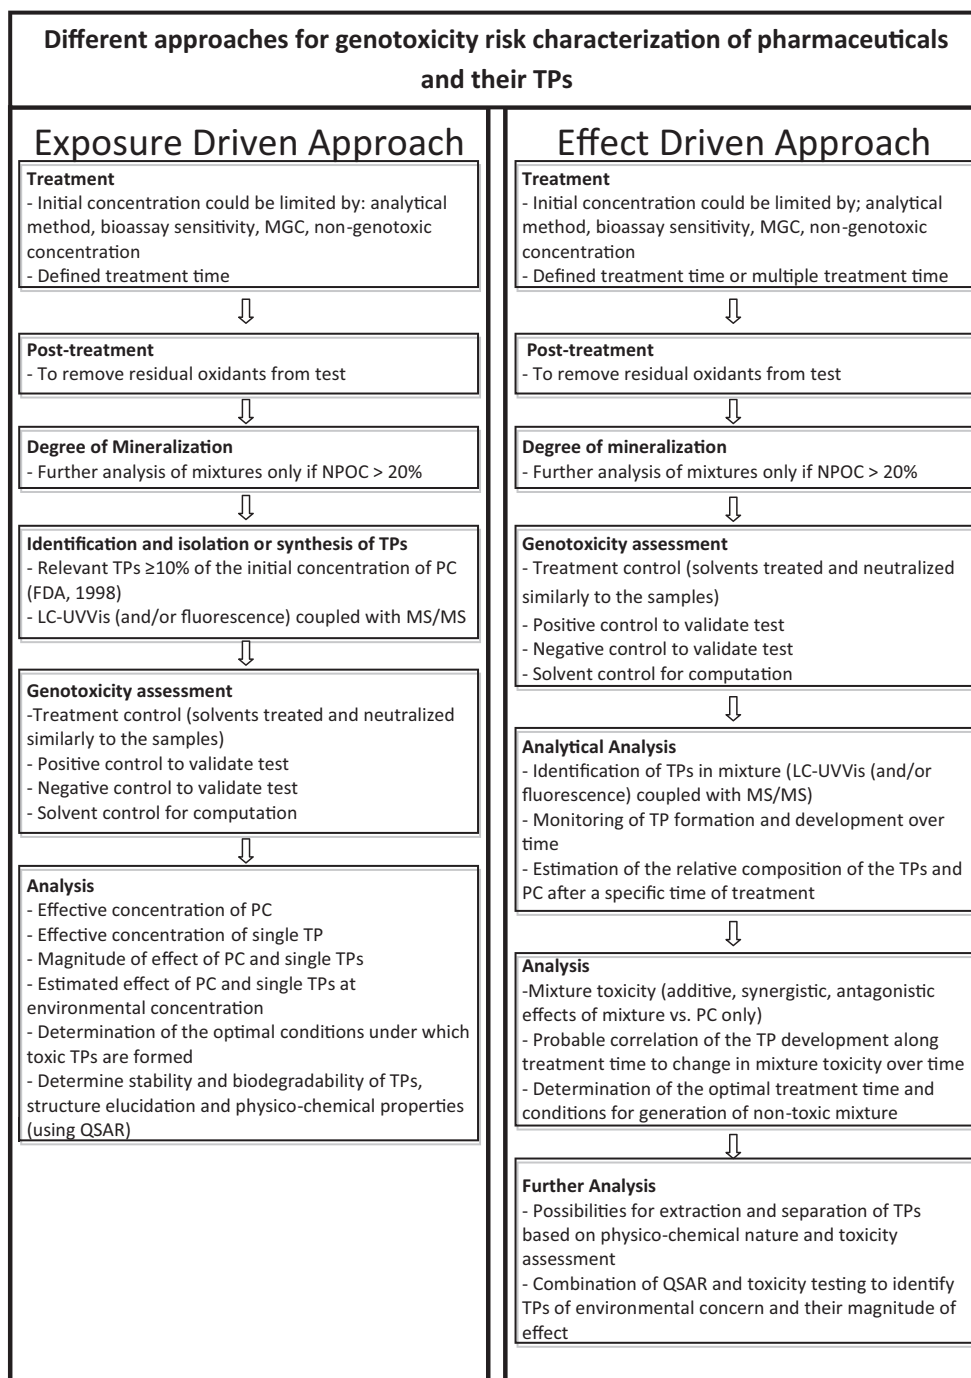 Different approaches for genotoxicity risk characterization of pharmaceuticals
and their TPs
Exposure Driven Approach
Treatment
- Initial concentration could be limited by: analytical
method, bioassay sensitivity, MGC, non-genotoxic
concentration
- Defined treatment time
Post-treatment
- To remove residual oxidants from test
Degree of Mineralization
- Further analysis of mixtures only if NPOC > 20%
Identification and isolation or synthesis of TPs
- Relevant TPs ≥10% of the initial concentration of PC
(FDA, 1998)
- LC-UVVis (and/or fluorescence) coupled with MS/MS
Genotoxicity assessment
-Treatment control (solvents treated and neutralized
similarly to the samples)
- Positive control to validate test
- Negative control to validate test
- Solvent control for computation
Analysis
- Effective concentration of PC
- Effective concentration of single TP
- Magnitude of effect of PC and single TPs
- Estimated effect of PC and single TPs at
environmental concentration
- Determination of the optimal conditions under which
toxic TPs are formed
- Determine stability and biodegradability of TPs,
structure elucidation and physico-chemical properties
(using QSAR)
Effect Driven Approach
Treatment
- Initial concentration could be limited by; analytical
method, bioassay sensitivity, MGC, non-genotoxic
concentration
- Defined treatment time or multiple treatment time
Post-treatment
- To remove residual oxidants from test
Degree of mineralization
- Further analysis of mixtures only if NPOC > 20%
Genotoxicity assessment
- Treatment control (solvents treated and neutralized
similarly to the samples)
- Positive control to validate test
- Negative control to validate test
- Solvent control for computation
Analytical Analysis
- Identification of TPs in mixture (LC-UVVis (and/or
fluorescence) coupled with MS/MS)
- Monitoring of TP formation and development over
time
- Estimation of the relative composition of the TPs and
PC after a specific time of treatment
Analysis
-Mixture toxicity (additive, synergistic, antagonistic
effects of mixture vs. PC only)
- Probable correlation of the TP development along
treatment time to change in mixture toxicity over time
- Determination of the optimal treatment time and
conditions for generation of non-toxic mixture
Further Analysis
- Possibilities for extraction and separation of TPs
based on physico-chemical nature and toxicity
assessment
- Combination of QSAR and toxicity testing to identify
TPs of environmental concern and their magnitude of
effect